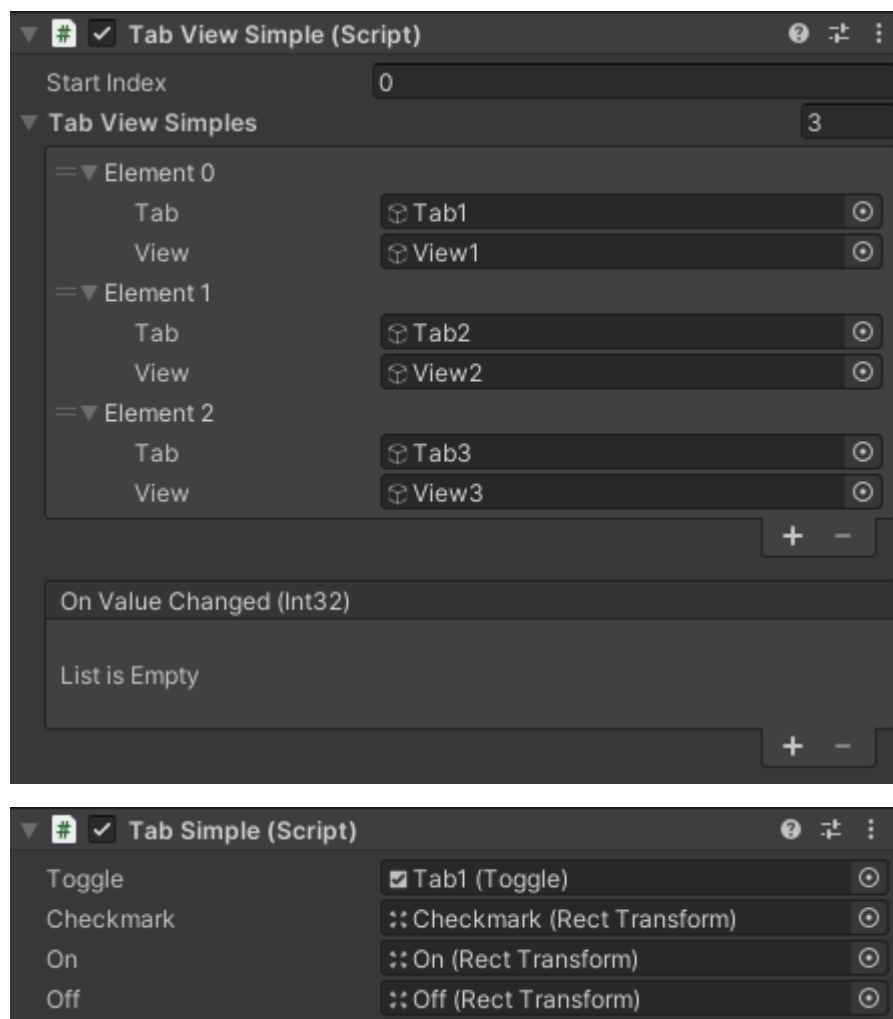 Tab View Simple (Script)
Start Index 0
Tab View Simples 3
Element 0
Tab Tab1
View View1
Element 1
Tab Tab2
View View2
Element 2
Tab Tab3
View View3
On Value Changed (Int32)
List is Empty
Tab Simple (Script)
Toggle Tab1 (Toggle)
Checkmark Checkmark (Rect Transform)
On On (Rect Transform)
Off Off (Rect Transform)